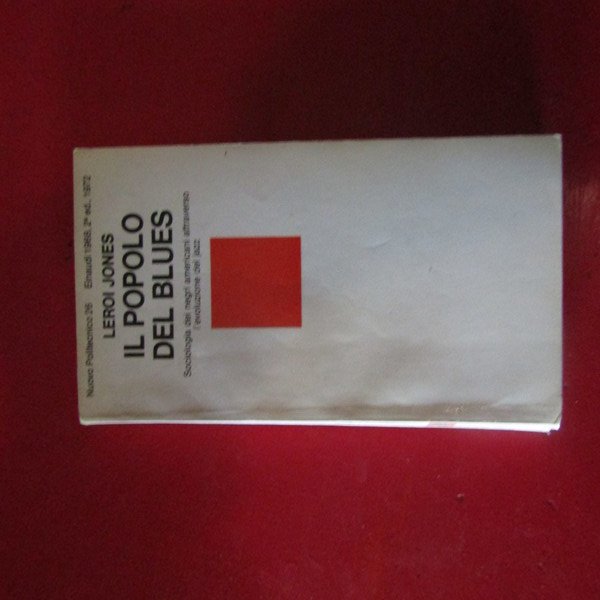 Nuovo Politecnico 26 Einaudi 1968, 2ª ed., 1972
LEROI JONES
IL POPOLO
DEL BLUES
Sociologia dei negri americani attraverso
l'evoluzione del jazz